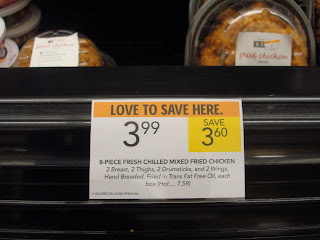 fried chicken
fried chicken
LOVE TO SAVE HERE.
3 99
SAVE
3 60
8-PIECE FRESH CHILLED MIXED FRIED CHICKEN
2 Breast, 2 Thighs, 2 Drumsticks, and 2 Wings,
Hand Breaded, Fried in Trans Fat Free Oil, each
box (Hot ... 7.59)